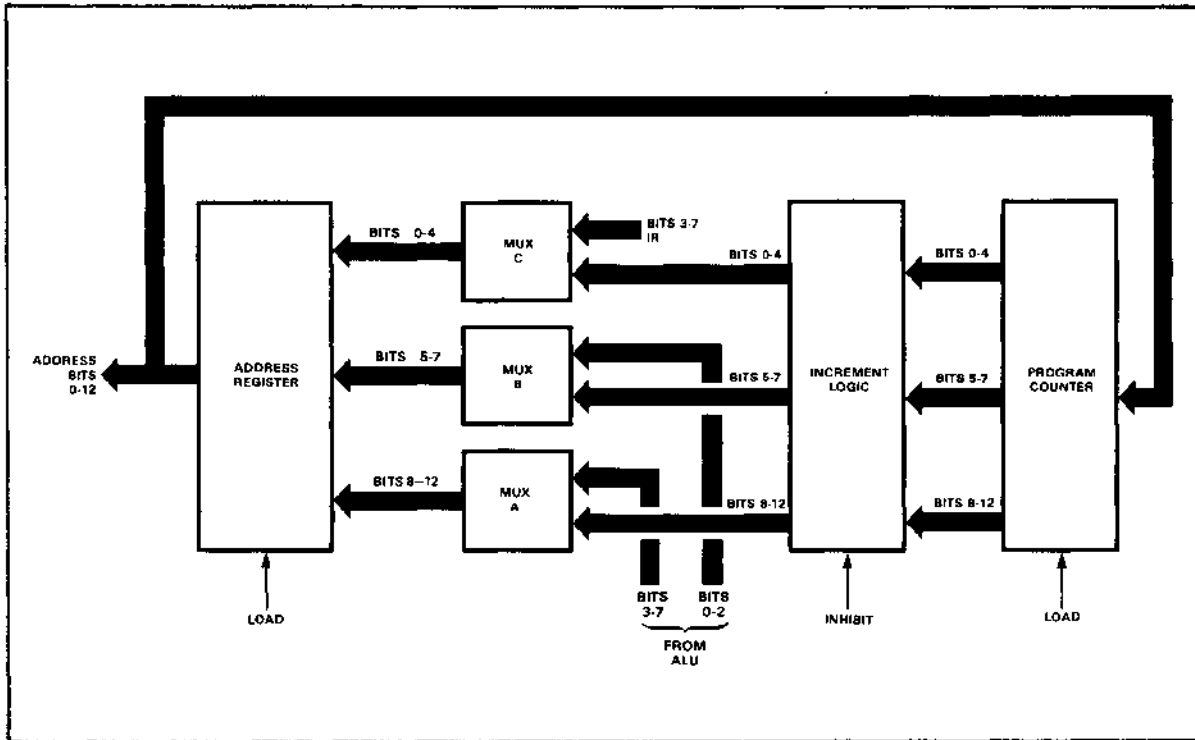 BITS 0-4
MUX
C
BITS 3-7
IR
BITS 0-4
BITS 0-4
ADDRESS
BITS
0-12
ADDRESS
REGISTER
BITS 5-7
MUX
B
BITS 5-7
INCREMENT
LOGIC
BITS 5-7
PROGRAM
COUNTER
BITS 8-12
MUX
A
BITS 8-12
BITS 8-12
LOAD
BITS
3-7
BITS
0-2
FROM
ALU
INHIBIT
LOAD